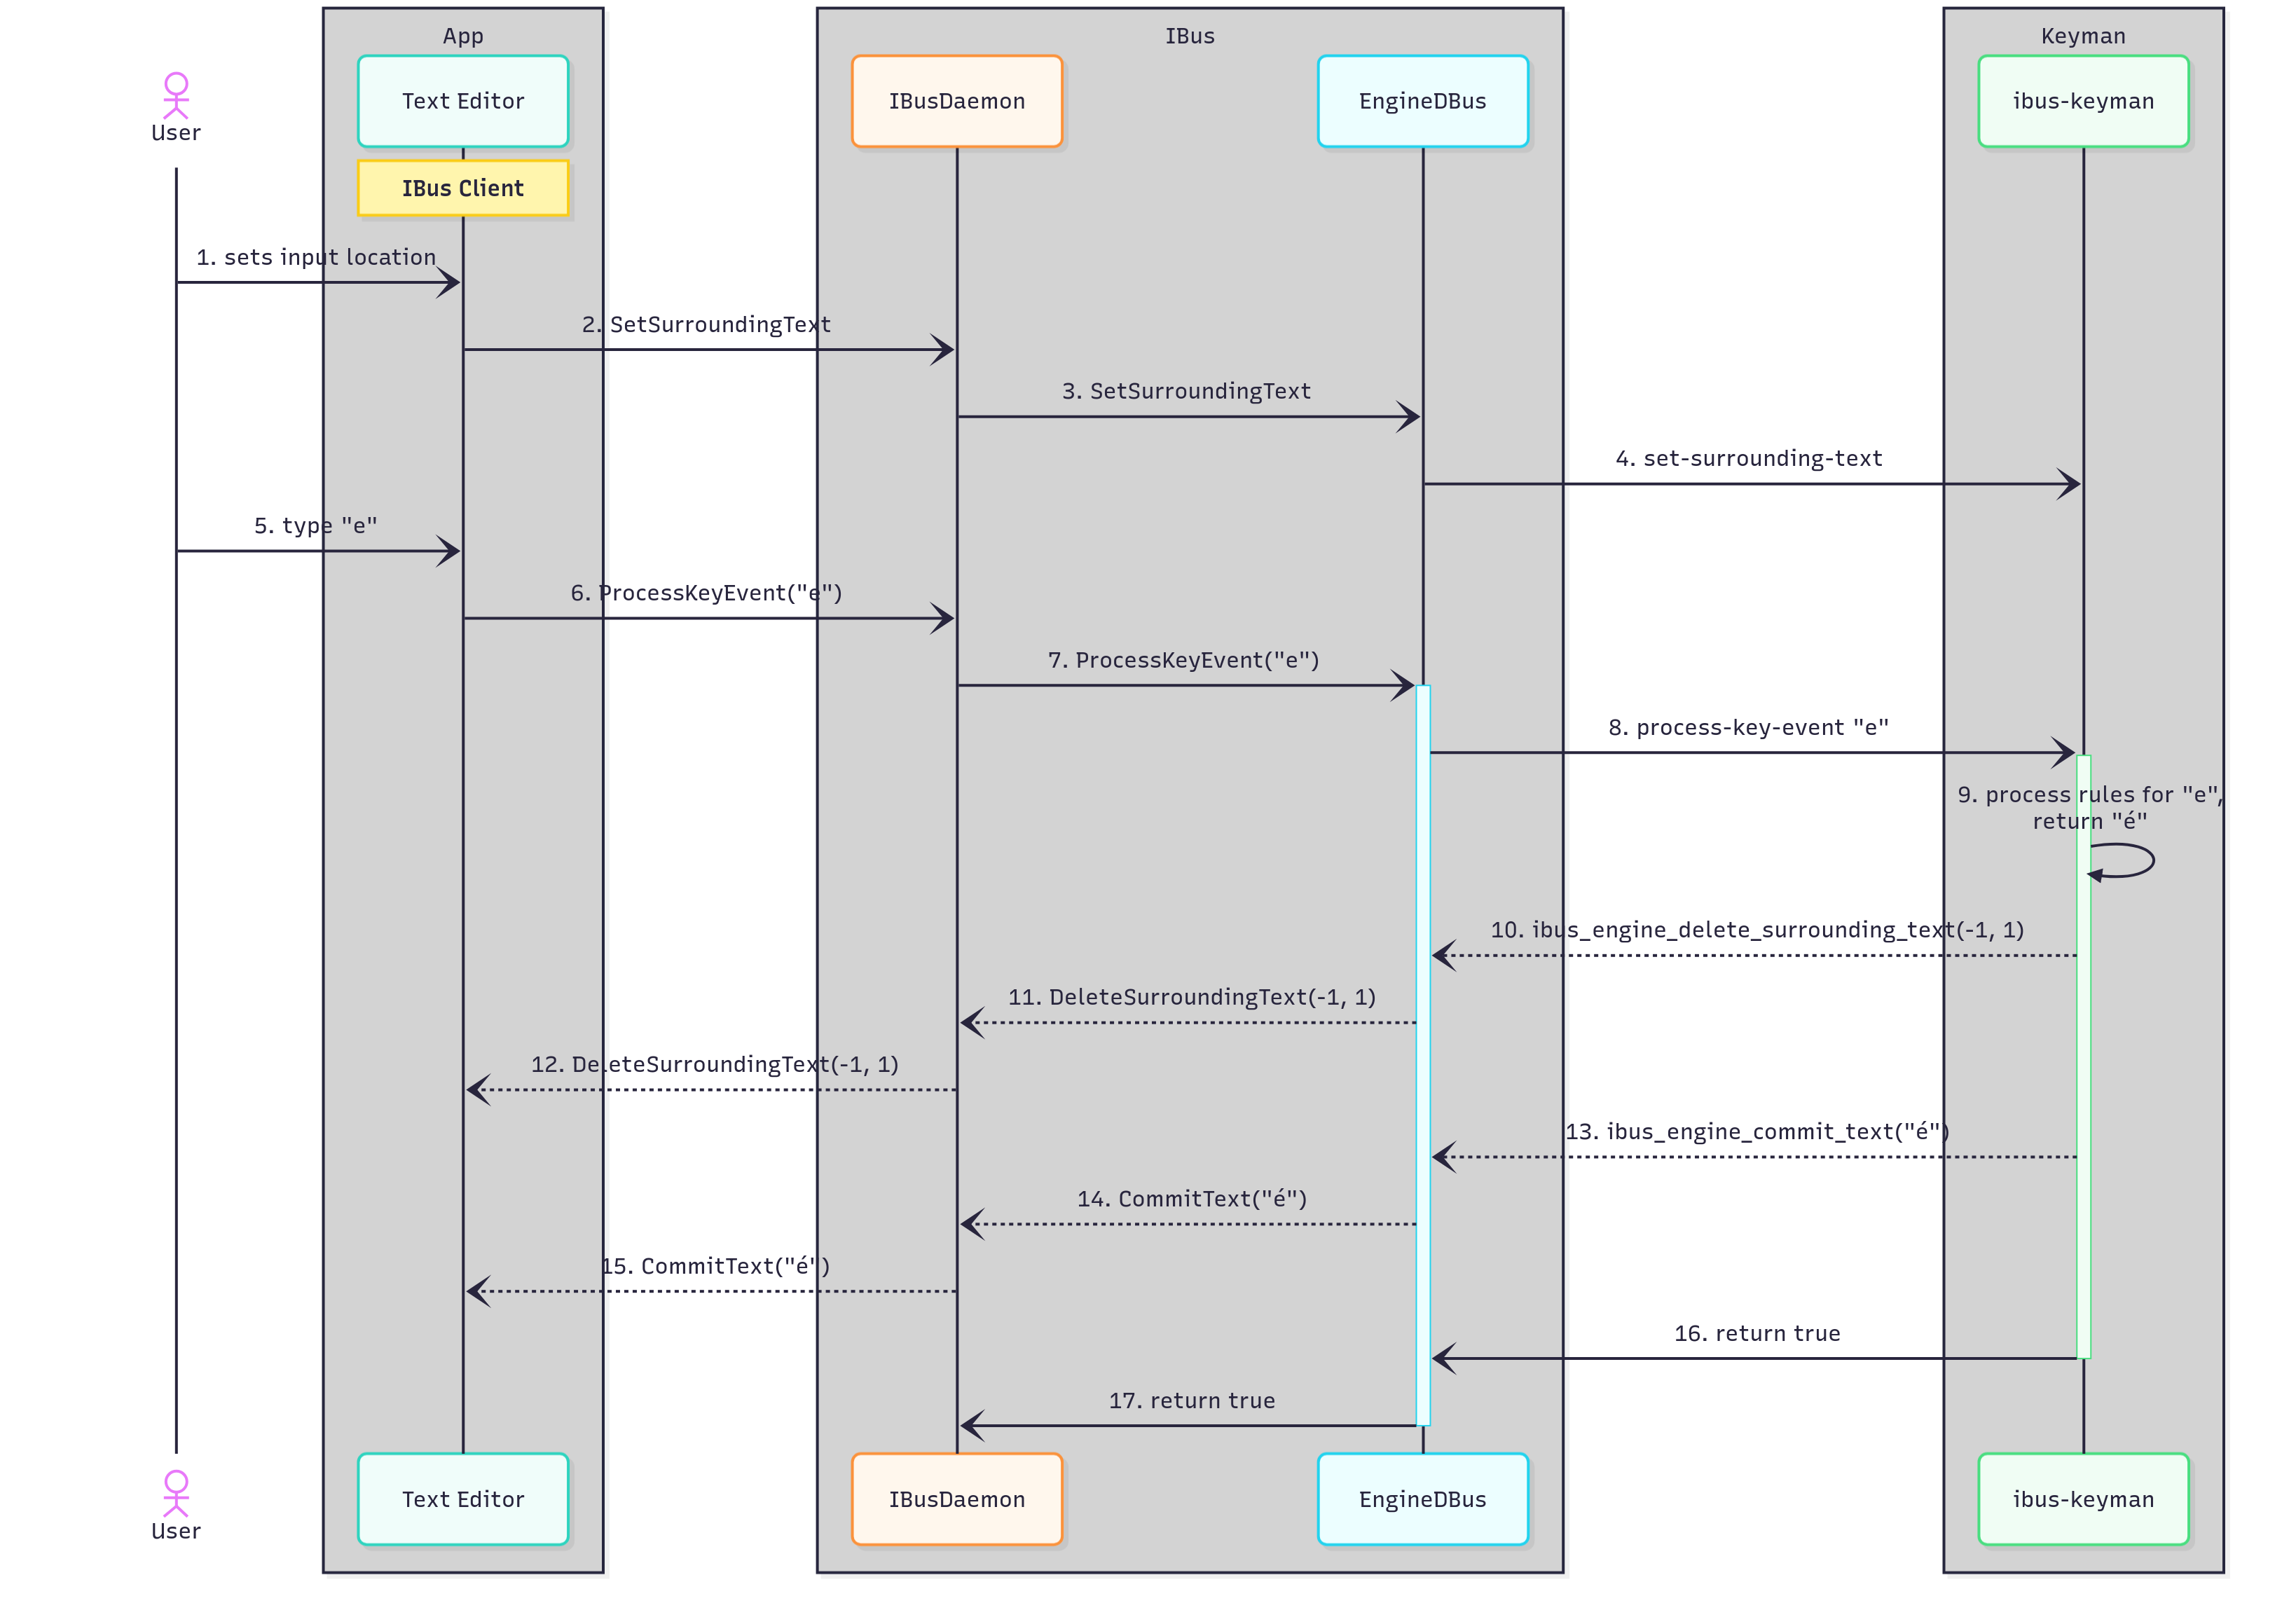 App
IBus
Keyman
User
Text Editor
IBusDaemon
EngineDBus
ibus-keyman
IBus Client
1. sets input location
2. SetSurroundingText
3. SetSurroundingText
4. set-surrounding-text
5. type "e"
6. ProcessKeyEvent("e")
7. ProcessKeyEvent("e")
8. process-key-event "e"
9. process rules for "e",
return "é"
10. ibus_engine_delete_surrounding_text(-1, 1)
11. DeleteSurroundingText(-1, 1)
12. DeleteSurroundingText(-1, 1)
13. ibus_engine_commit_text("é")
14. CommitText("é")
15. CommitText("é")
16. return true
17. return true
User
Text Editor
IBusDaemon
EngineDBus
ibus-keyman